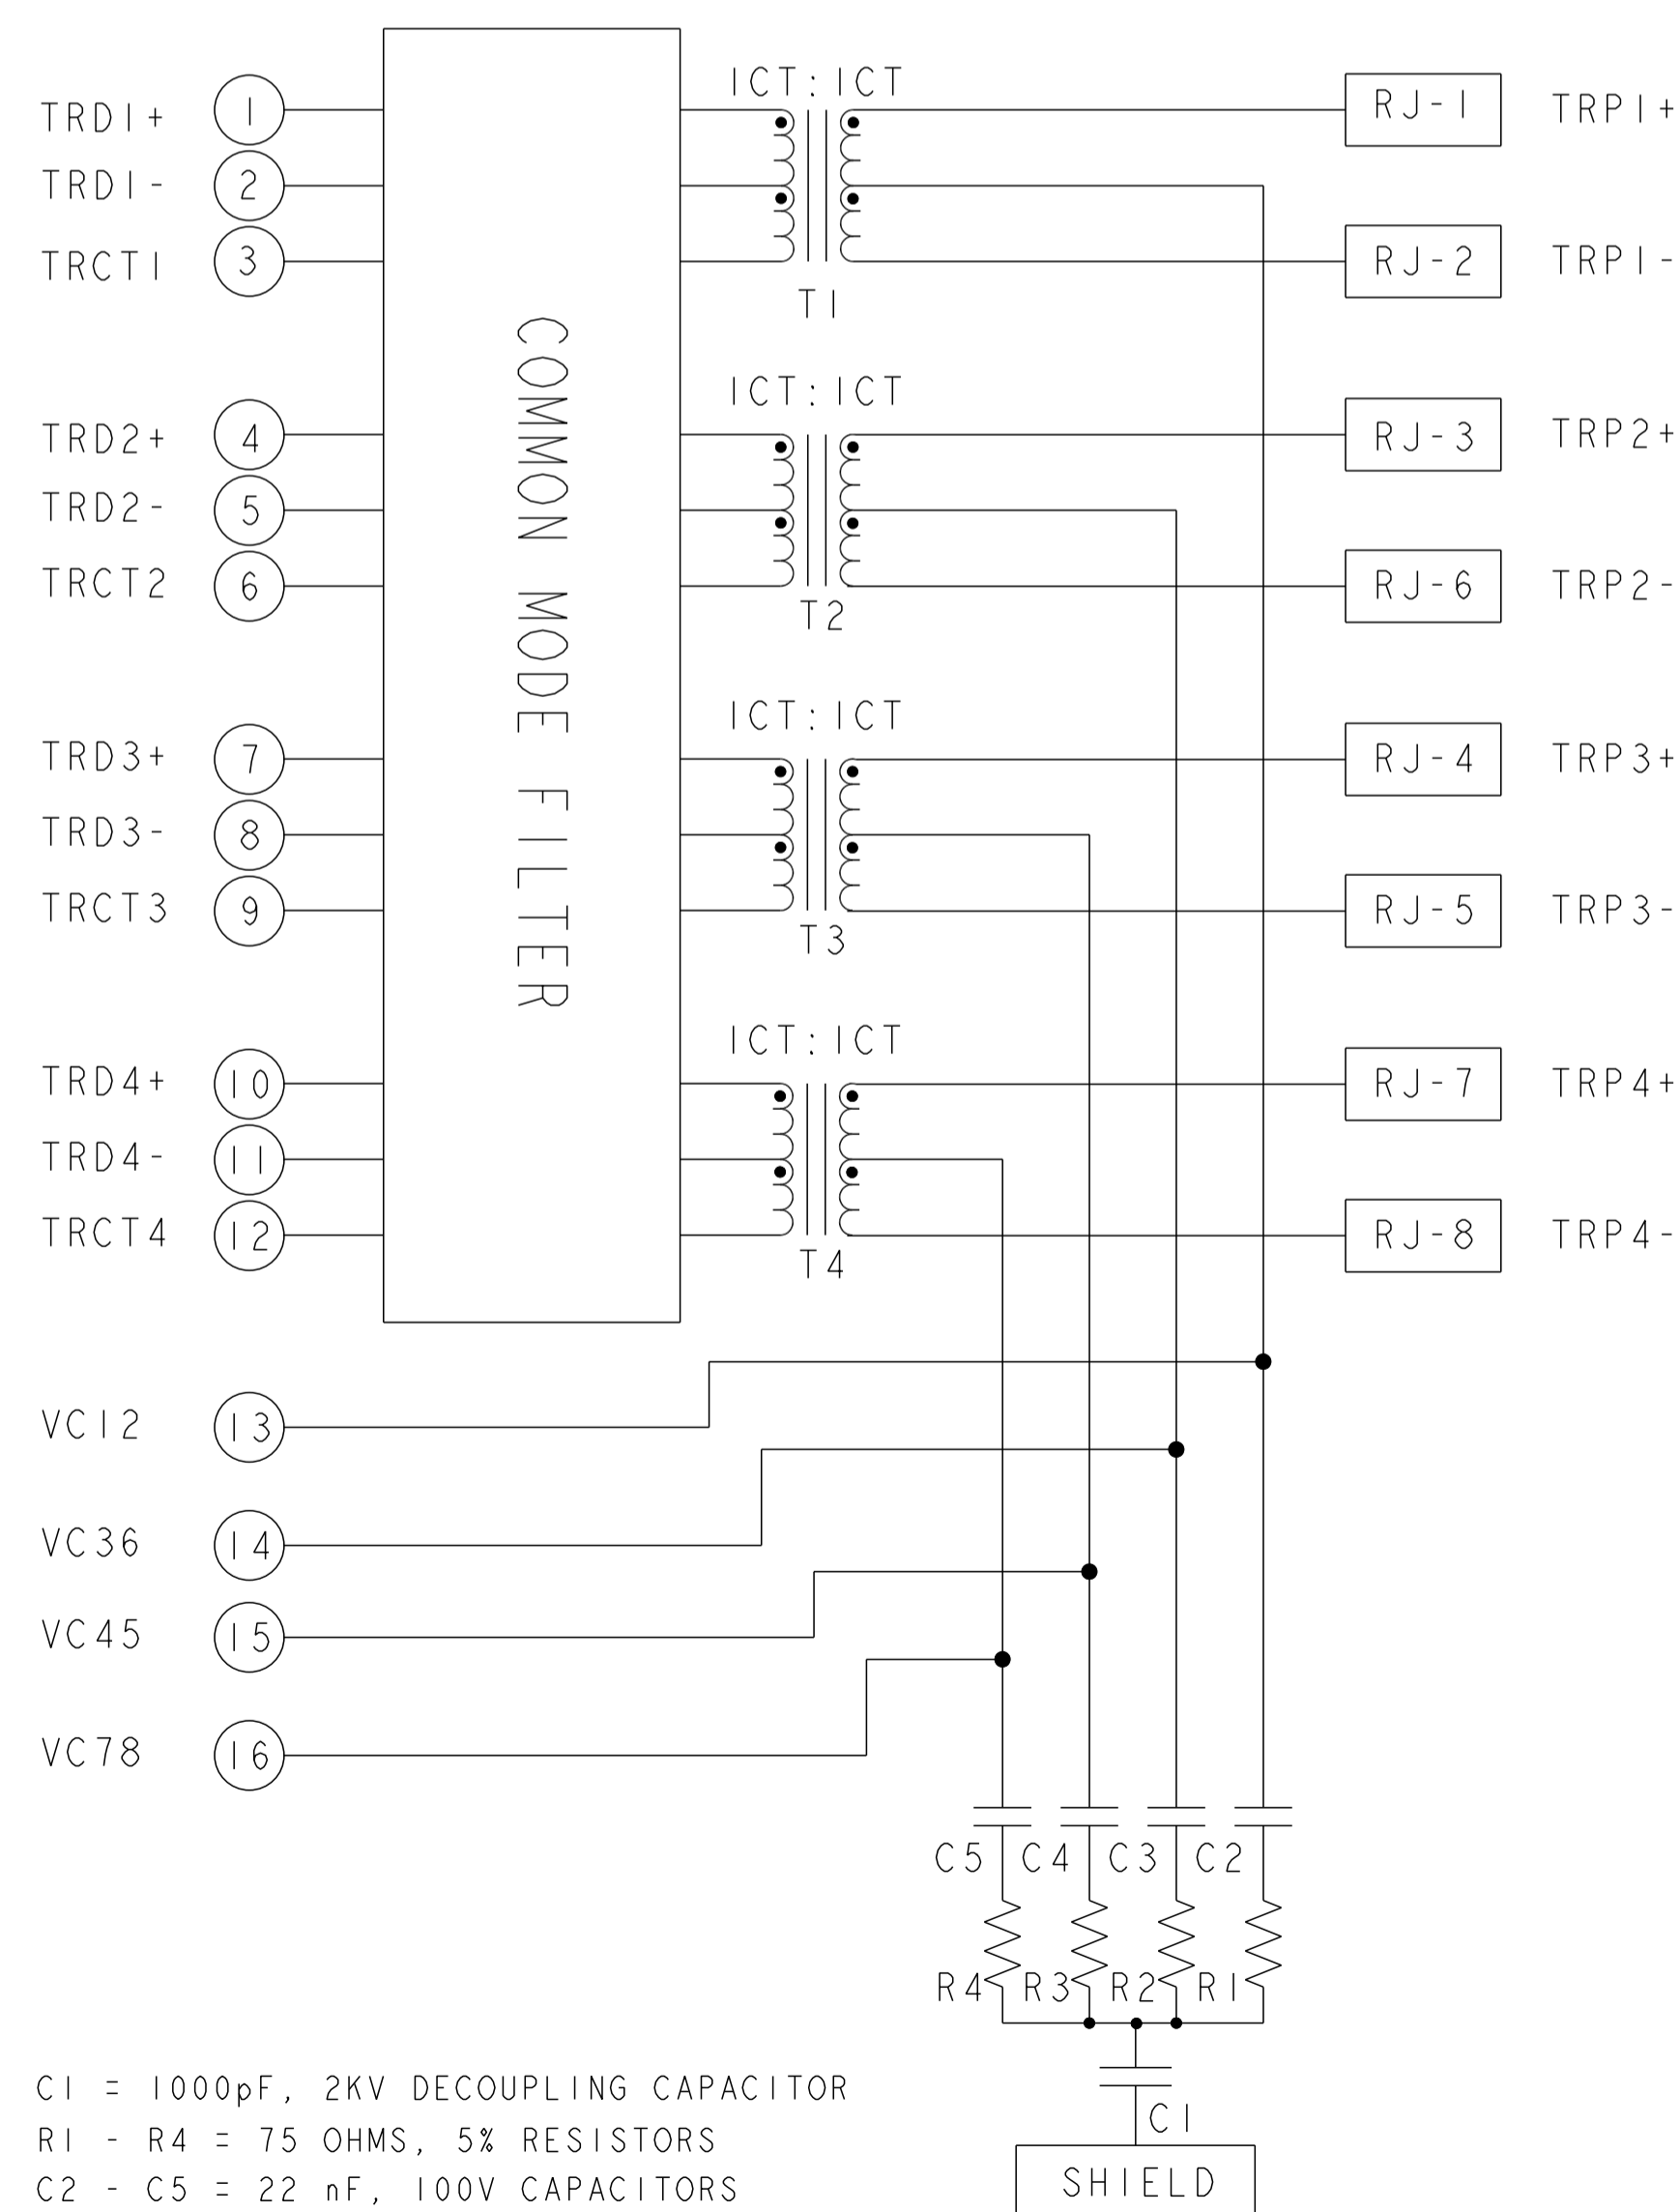 1CT:1CT
TRD1+ 1 RJ-1 TRP1+
TRD1- 2
TRCT1 3 RJ-2 TRP1-
T1
COMMON MODE FILTER
1CT:1CT
TRD2+ 4 RJ-3 TRP2+
TRD2- 5
TRCT2 6 RJ-6 TRP2-
T2
1CT:1CT
TRD3+ 7 RJ-4 TRP3+
TRD3- 8
TRCT3 9 RJ-5 TRP3-
T3
1CT:1CT
TRD4+ 10 RJ-7 TRP4+
TRD4- 11
TRCT4 12 RJ-8 TRP4-
T4
VC12 13
VC36 14
VC45 15
VC78 16
C5 C4 C3 C2
R4 R3 R2 R1
C1
SHIELD
C1 = 1000pF, 2KV DECOUPLING CAPACITOR
R1 - R4 = 75 OHMS, 5% RESISTORS
C2 - C5 = 22 nF, 100V CAPACITORS